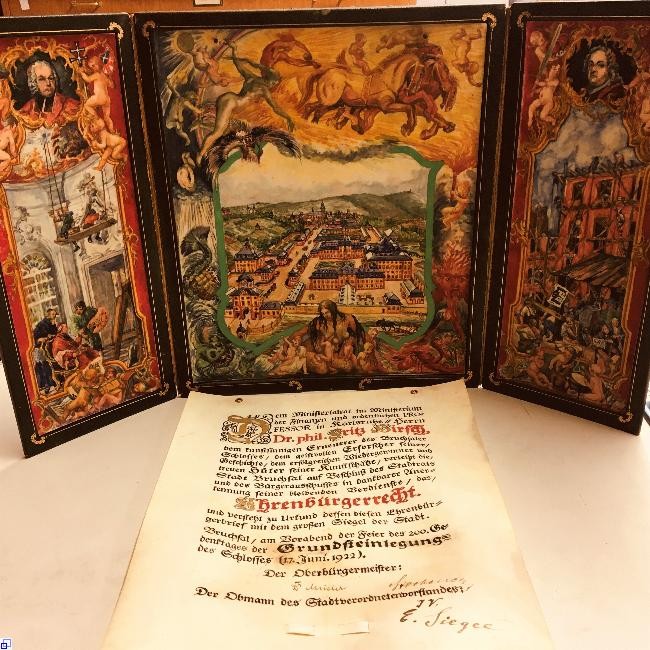 Dem Ministerialrat im Ministerium
der Finanzen und ordentlichen PRO-
FESSOR in Karlsruhe / Herrn
Dr. phil. Fritz Hirsch,
dem kunstsinnigen Erneuerer des Bruchsaler
Schlosses, dem geistvollen Erforscher seiner
Geschichte, dem erfolgreichen Wiedergewinner und
treuen Hüter seiner Kunstschätze, verleiht die
Stadt Bruchsal auf Beschluß des Stadtrats
und des Bürgerausschusses in dankbarer Aner-
kennung seiner bleibenden Verdienste, das
Ehrenbürgerrecht.
und versieht zu Urkund dessen diesen Ehrenbür-
gerbrief mit dem großen Siegel der Stadt.
Bruchsal, am Vorabend der Feier des 200. Ge-
denktages der Grundsteinlegung
des Schlosses (17. Juni. 1922).
Der Oberbürgermeister:
Der Obmann des Stadtverordnetenvorstandes:
I.V.